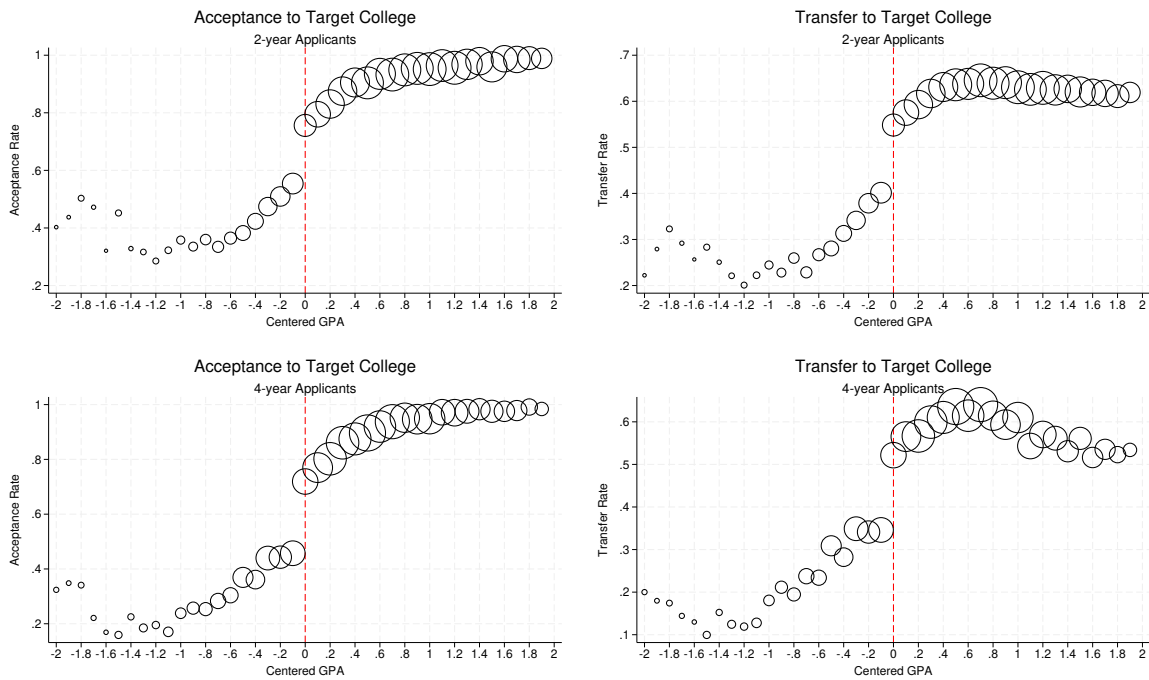 Acceptance to Target College
2-year Applicants
Acceptance Rate
1
.8
.6
.4
.2
-2 -1.8 -1.6 -1.4 -1.2 -1 -.8 -.6 -.4 -.2 0 .2 .4 .6 .8 1 1.2 1.4 1.6 1.8 2
Centered GPA
Transfer to Target College
2-year Applicants
Transfer Rate
.7
.6
.5
.4
.3
.2
-2 -1.8 -1.6 -1.4 -1.2 -1 -.8 -.6 -.4 -.2 0 .2 .4 .6 .8 1 1.2 1.4 1.6 1.8 2
Centered GPA
Acceptance to Target College
4-year Applicants
Acceptance Rate
1
.8
.6
.4
.2
-2 -1.8 -1.6 -1.4 -1.2 -1 -.8 -.6 -.4 -.2 0 .2 .4 .6 .8 1 1.2 1.4 1.6 1.8 2
Centered GPA
Transfer to Target College
4-year Applicants
Transfer Rate
.6
.5
.4
.3
.2
.1
-2 -1.8 -1.6 -1.4 -1.2 -1 -.8 -.6 -.4 -.2 0 .2 .4 .6 .8 1 1.2 1.4 1.6 1.8 2
Centered GPA